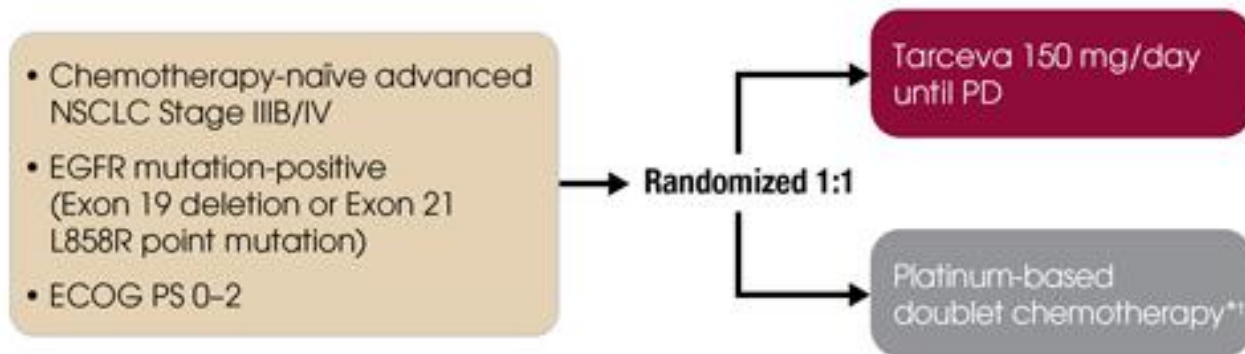 • Chemotherapy-naïve advanced
NSCLC Stage IIIB/IV
• EGFR mutation-positive
(Exon 19 deletion or Exon 21
L858R point mutation)
• ECOG PS 0–2
Randomized 1:1
Tarceva 150 mg/day
until PD
Platinum-based
doublet chemotherapy*†